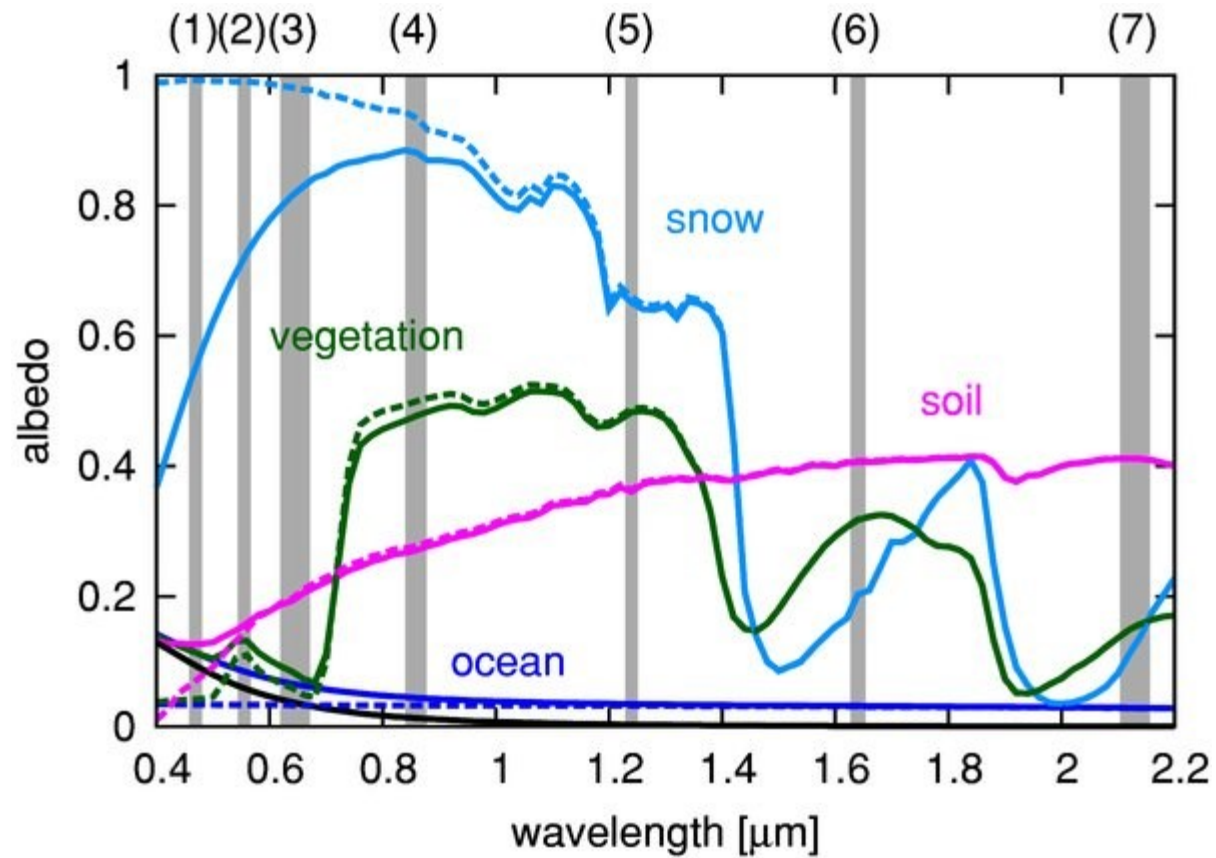 (1)(2)(3) (4) (5) (6) (7)
1
0.8
0.6
0.4
0.2
0
albedo
snow
vegetation
soil
ocean
0.4 0.6 0.8 1 1.2 1.4 1.6 1.8 2 2.2
wavelength [μm]